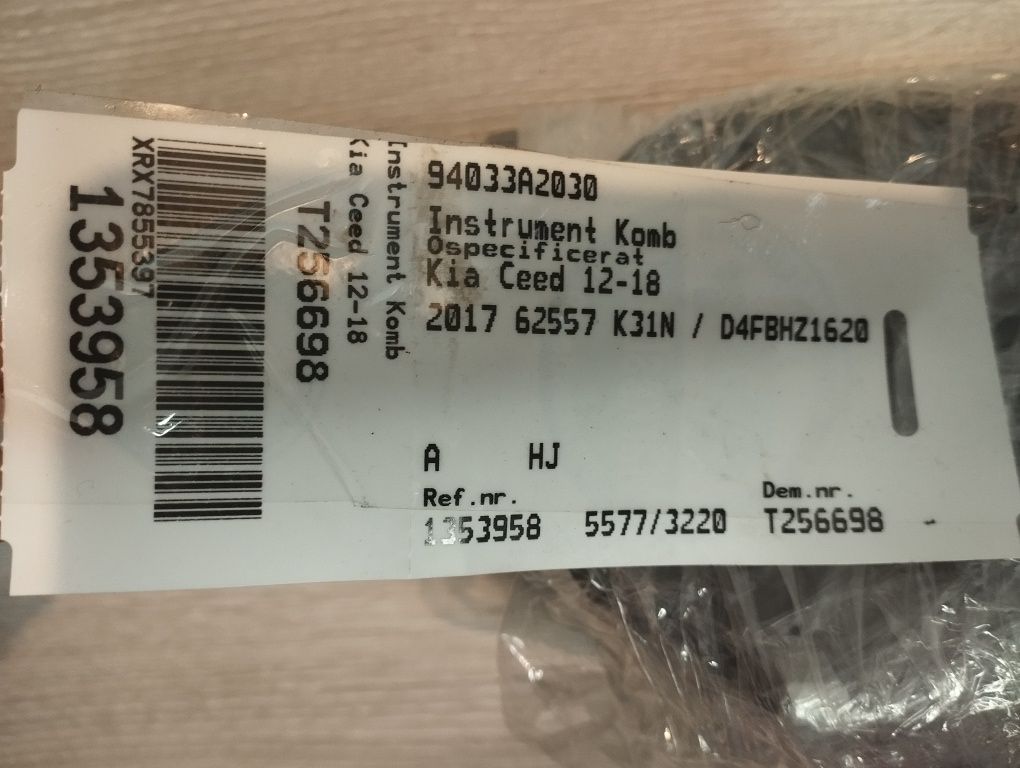 94033A2030
Instrument Komb
Ospecificerat
Kia Ceed 12-18
2017 62557 K31N / D4FBHZ1620
A HJ
Ref.nr. Dem.nr.
1353958 5577/3220 T256698 -
Instrument Komb
Kia Ceed 12-18
T256698
XRX7855397
1353958